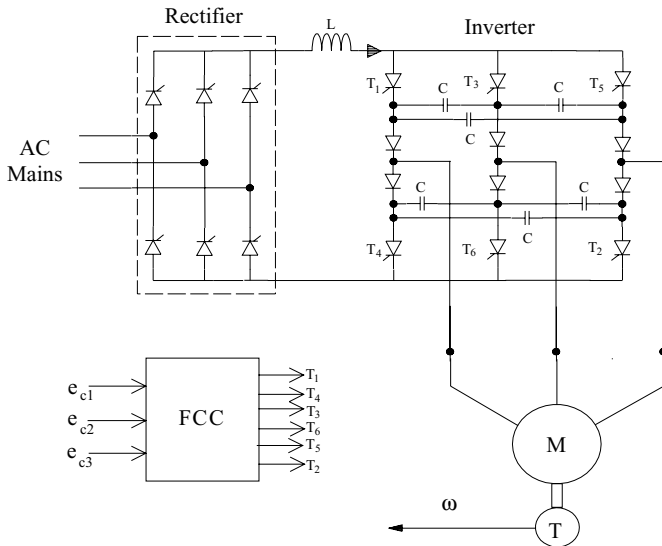 Rectifier
L
Inverter
T1
T3
T5
C
C
C
AC
Mains
C
C
C
T4
T6
T2
ec1
ec2
ec3
FCC
T1
T4
T3
T6
T5
T2
M
ω
T